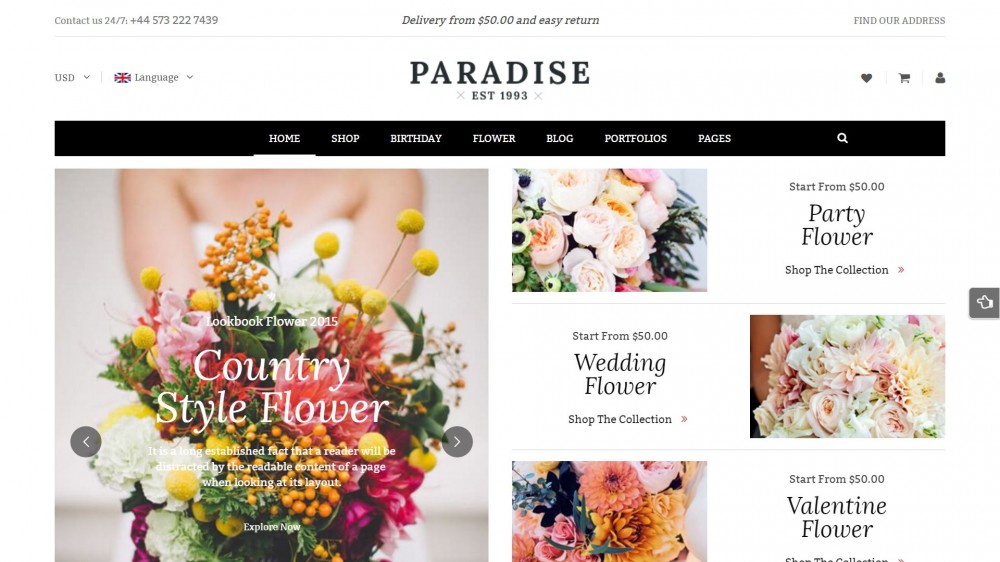 Contact us 24/7: +44 573 222 7439
Delivery from $50.00 and easy return
FIND OUR ADDRESS
USD
Language
PARADISE
EST 1993
HOME SHOP BIRTHDAY FLOWER BLOG PORTFOLIOS PAGES
Lookbook Flower 2015
Country
Style Flower
It is a long established fact that a reader will be
distracted by the readable content of a page
when looking at its layout.
Explore Now
Start From $50.00
Party
Flower
Shop The Collection
Start From $50.00
Wedding
Flower
Shop The Collection
Start From $50.00
Valentine
Flower
Shop The Collection